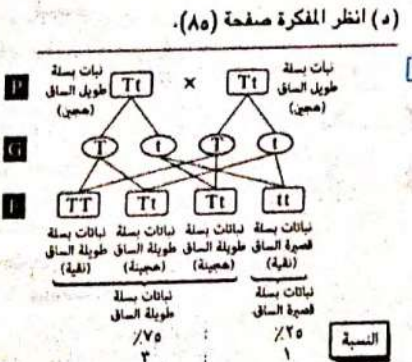 (د) انظر المفكرة صفحة (٨٥).
P نبات بسلة طويل الساق (هجين) Tt × Tt نبات بسلة طويل الساق (هجين)
G T t T t
TT Tt Tt tt
نباتات بسلة طويلة الساق (نقية) نباتات بسلة طويلة الساق (هجينة) نباتات بسلة طويلة الساق (هجينة) نباتات بسلة قصيرة الساق (نقية)
نباتات بسلة طويلة الساق نباتات بسلة قصيرة الساق
٪٧٥ : ٪٢٥ النسبة
٣ : ١